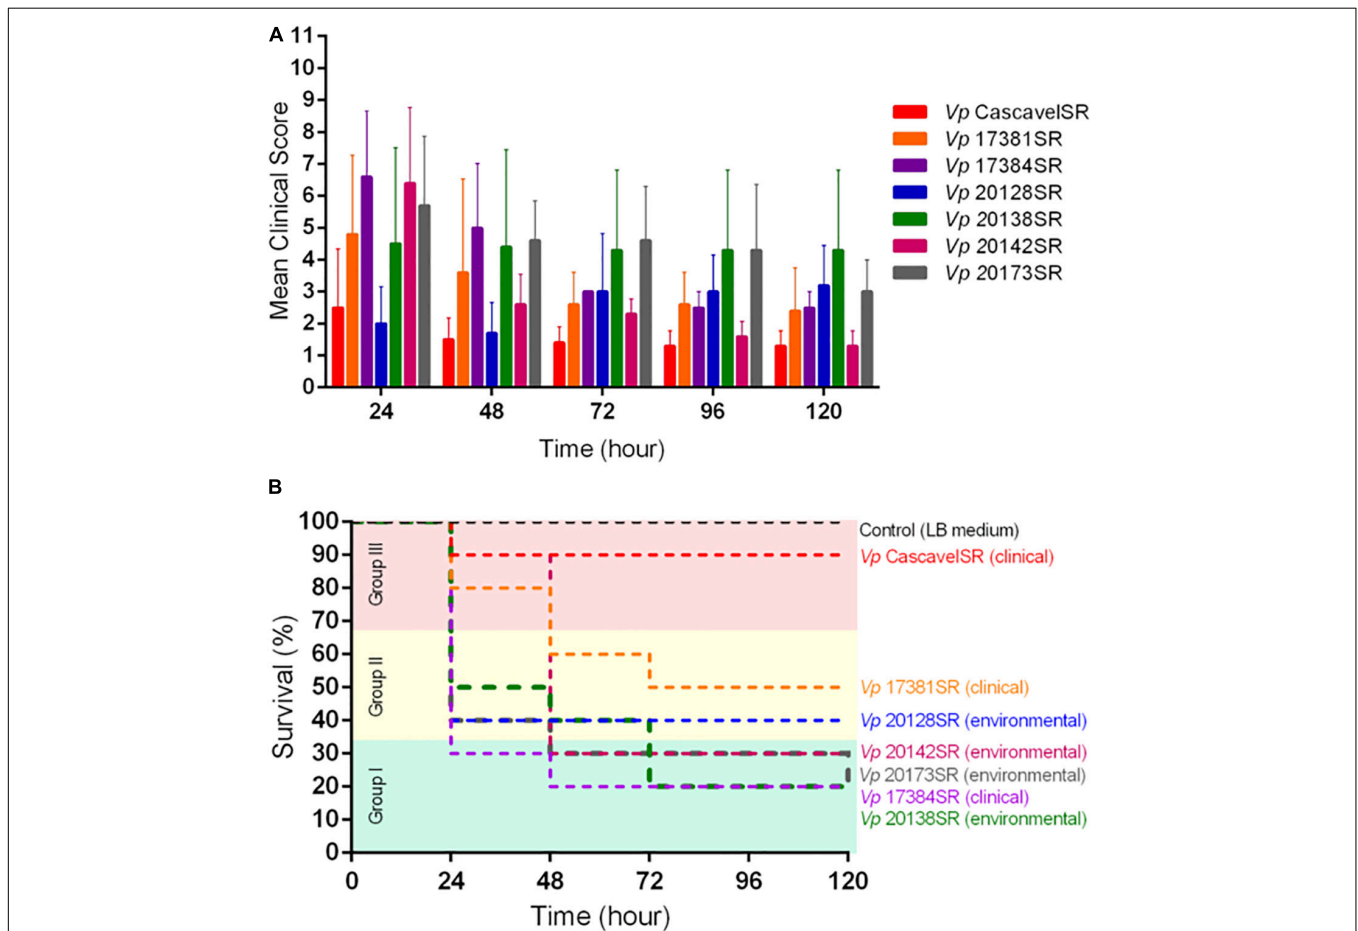 A
Mean Clinical Score
11
10
9
8
7
6
5
4
3
2
1
0
24 48 72 96 120
Time (hour)
Vp CascavelSR
Vp 17381SR
Vp 17384SR
Vp 20128SR
Vp 20138SR
Vp 20142SR
Vp 20173SR
B
Survival (%)
100
90
80
70
60
50
40
30
20
10
0
Group III
Group II
Group I
0 24 48 72 96 120
Time (hour)
Control (LB medium)
Vp CascavelSR (clinical)
Vp 17381SR (clinical)
Vp 20128SR (environmental)
Vp 20142SR (environmental)
Vp 20173SR (environmental)
Vp 17384SR (clinical)
Vp 20138SR (environmental)